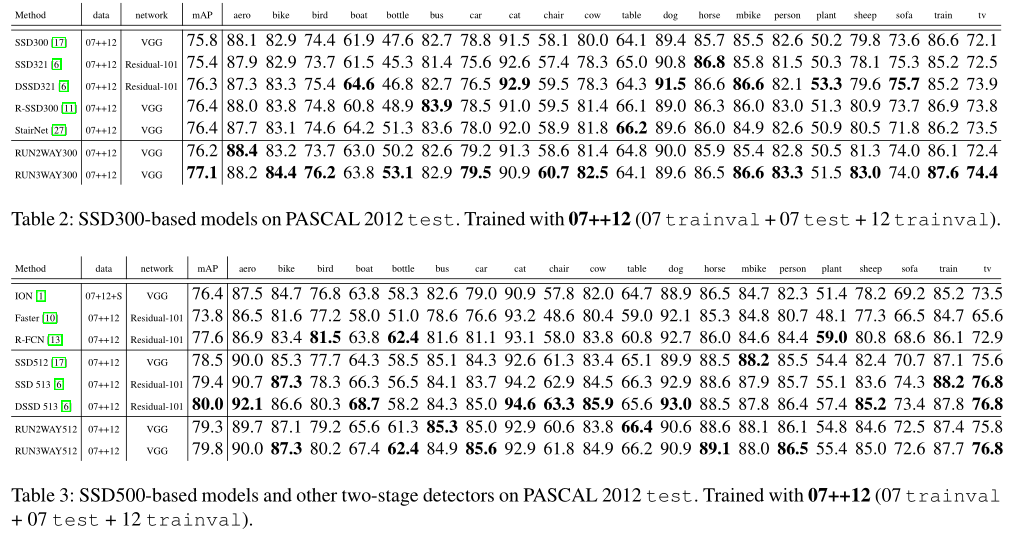 Method data network mAP aero bike bird boat bottle bus car cat chair cow table dog horse mbike person plant sheep sofa train tv
SSD300 [17] 07++12 VGG 75.8 88.1 82.9 74.4 61.9 47.6 82.7 78.8 91.5 58.1 80.0 64.1 89.4 85.7 85.5 82.6 50.2 79.8 73.6 86.6 72.1
SSD321 [6] 07++12 Residual-101 75.4 87.9 82.9 73.7 61.5 45.3 81.4 75.6 92.6 57.4 78.3 65.0 90.8 86.8 85.8 81.5 50.3 78.1 75.3 85.2 72.5
DSSD321 [6] 07++12 Residual-101 76.3 87.3 83.3 75.4 64.6 46.8 82.7 76.5 92.9 59.5 78.3 64.3 91.5 86.6 86.6 82.1 53.3 79.6 75.7 85.2 73.9
R-SSD300 [11] 07++12 VGG 76.4 88.0 83.8 74.8 60.8 48.9 83.9 78.5 91.0 59.5 81.4 66.1 89.0 86.3 86.0 83.0 51.3 80.9 73.7 86.9 73.8
StairNet [27] 07++12 VGG 76.4 87.7 83.1 74.6 64.2 51.3 83.6 78.0 92.0 58.9 81.8 66.2 89.6 86.0 84.9 82.6 50.9 80.5 71.8 86.2 73.5
RUN2WAY300 07++12 VGG 76.2 88.4 83.2 73.7 63.0 50.2 82.6 79.2 91.3 58.6 81.4 64.8 90.0 85.9 85.4 82.8 50.5 81.3 74.0 86.1 72.4
RUN3WAY300 07++12 VGG 77.1 88.2 84.4 76.2 63.8 53.1 82.9 79.5 90.9 60.7 82.5 64.1 89.6 86.5 86.6 83.3 51.5 83.0 74.0 87.6 74.4
Table 2: SSD300-based models on PASCAL 2012 test. Trained with 07++12 (07 trainval + 07 test + 12 trainval).
Method data network mAP aero bike bird boat bottle bus car cat chair cow table dog horse mbike person plant sheep sofa train tv
ION [1] 07+12+S VGG 76.4 87.5 84.7 76.8 63.8 58.3 82.6 79.0 90.9 57.8 82.0 64.7 88.9 86.5 84.7 82.3 51.4 78.2 69.2 85.2 73.5
Faster [10] 07++12 Residual-101 73.8 86.5 81.6 77.2 58.0 51.0 78.6 76.6 93.2 48.6 80.4 59.0 92.1 85.3 84.8 80.7 48.1 77.3 66.5 84.7 65.6
R-FCN [13] 07++12 Residual-101 77.6 86.9 83.4 81.5 63.8 62.4 81.6 81.1 93.1 58.0 83.8 60.8 92.7 86.0 84.6 84.4 59.0 80.8 68.6 86.1 72.9
SSD512 [17] 07++12 VGG 78.5 90.0 85.3 77.7 64.3 58.5 85.1 84.3 92.6 61.3 83.4 65.1 89.9 88.5 88.2 85.5 54.4 82.4 70.7 87.1 75.6
SSD 513 [6] 07++12 Residual-101 79.4 90.7 87.3 78.3 66.3 56.5 84.1 83.7 94.2 62.9 84.5 66.3 92.9 88.6 87.9 85.7 55.1 83.6 74.3 88.2 76.8
DSSD 513 [6] 07++12 Residual-101 80.0 92.1 86.6 80.3 68.7 58.2 84.3 85.0 94.6 63.3 85.9 65.6 93.0 88.5 87.8 86.4 57.4 85.2 73.4 87.8 76.8
RUN2WAY512 07++12 VGG 79.3 89.7 87.1 79.2 65.6 61.3 85.3 85.0 92.9 60.6 83.8 66.4 90.6 88.6 88.1 86.1 54.8 84.6 72.5 87.4 75.8
RUN3WAY512 07++12 VGG 79.8 90.0 87.3 80.2 67.4 62.4 84.9 85.6 92.9 61.8 84.9 66.2 90.9 89.1 88.0 86.5 55.4 85.0 72.6 87.7 76.8
Table 3: SSD500-based models and other two-stage detectors on PASCAL 2012 test. Trained with 07++12 (07 trainval
+ 07 test + 12 trainval).